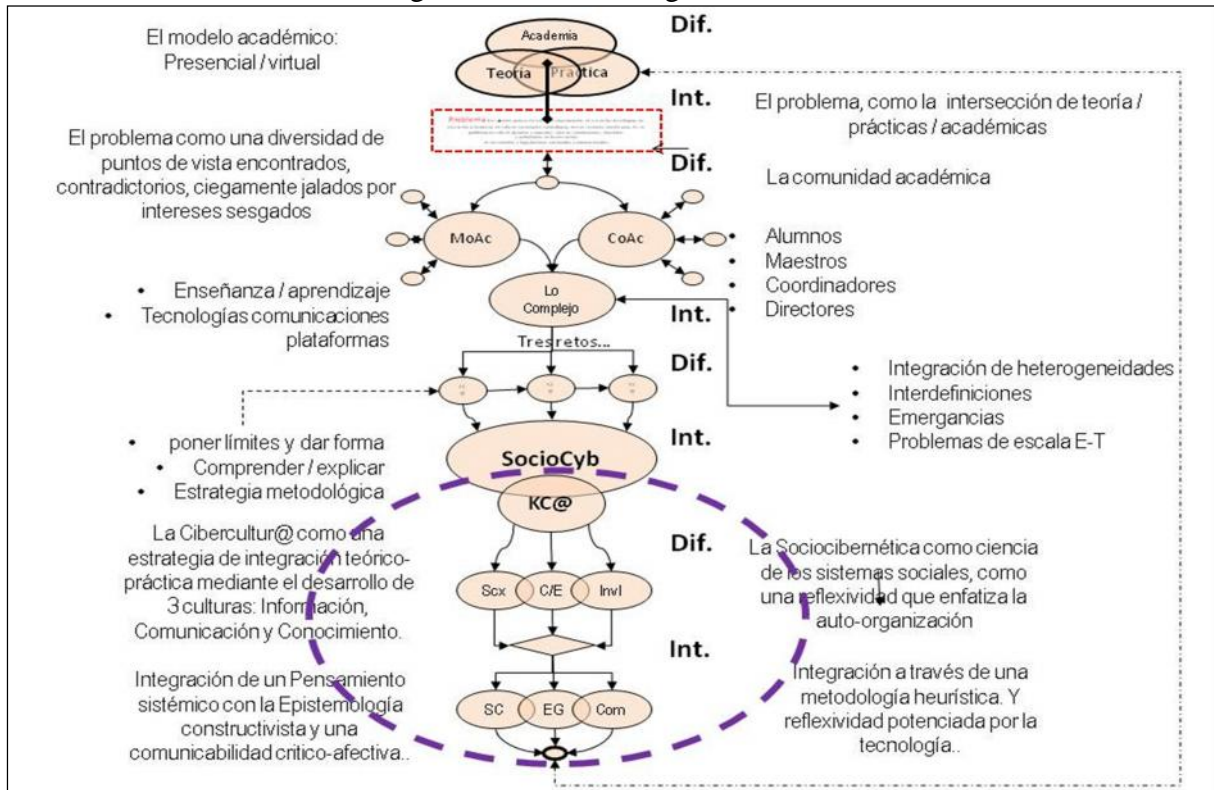 El modelo académico:
Presencial / virtual
Academia
Teoría
Práctica
Dif.
Int.
Problema
El problema, como la intersección de teoría /
prácticas / académicas
El problema como una diversidad de
puntos de vista encontrados,
contradictorios, ciegamente jalados por
intereses sesgados
Dif.
La comunidad académica
MoAc
CoAc
• Alumnos
• Maestros
• Coordinadores
• Directores
• Enseñanza / aprendizaje
• Tecnologías comunicaciones
plataformas
Lo
Complejo
Int.
Tres retos...
Dif.
• Integración de heterogeneidades
• Interdefiniciones
• Emergancias
• Problemas de escala E-T
• poner límites y dar forma
• Comprender / explicar
• Estrategia metodológica
Int.
SocioCyb
KC@
La Cibercultur@ como una
estrategia de integración teórico-
práctica mediante el desarrollo de
3 culturas: Información,
Comunicación y Conocimiento.
Dif.
La Sociocibernética como ciencia
de los sistemas sociales, como
una reflexividad que enfatiza la
auto-organización
Scx
C/E
InvI
Int.
Integración de un Pensamiento
sistémico con la Epistemología
constructivista y una
comunicabilidad critico-afectiva..
SC
EG
Com
Integración a través de una
metodología heurística. Y
reflexividad potenciada por la
tecnología..